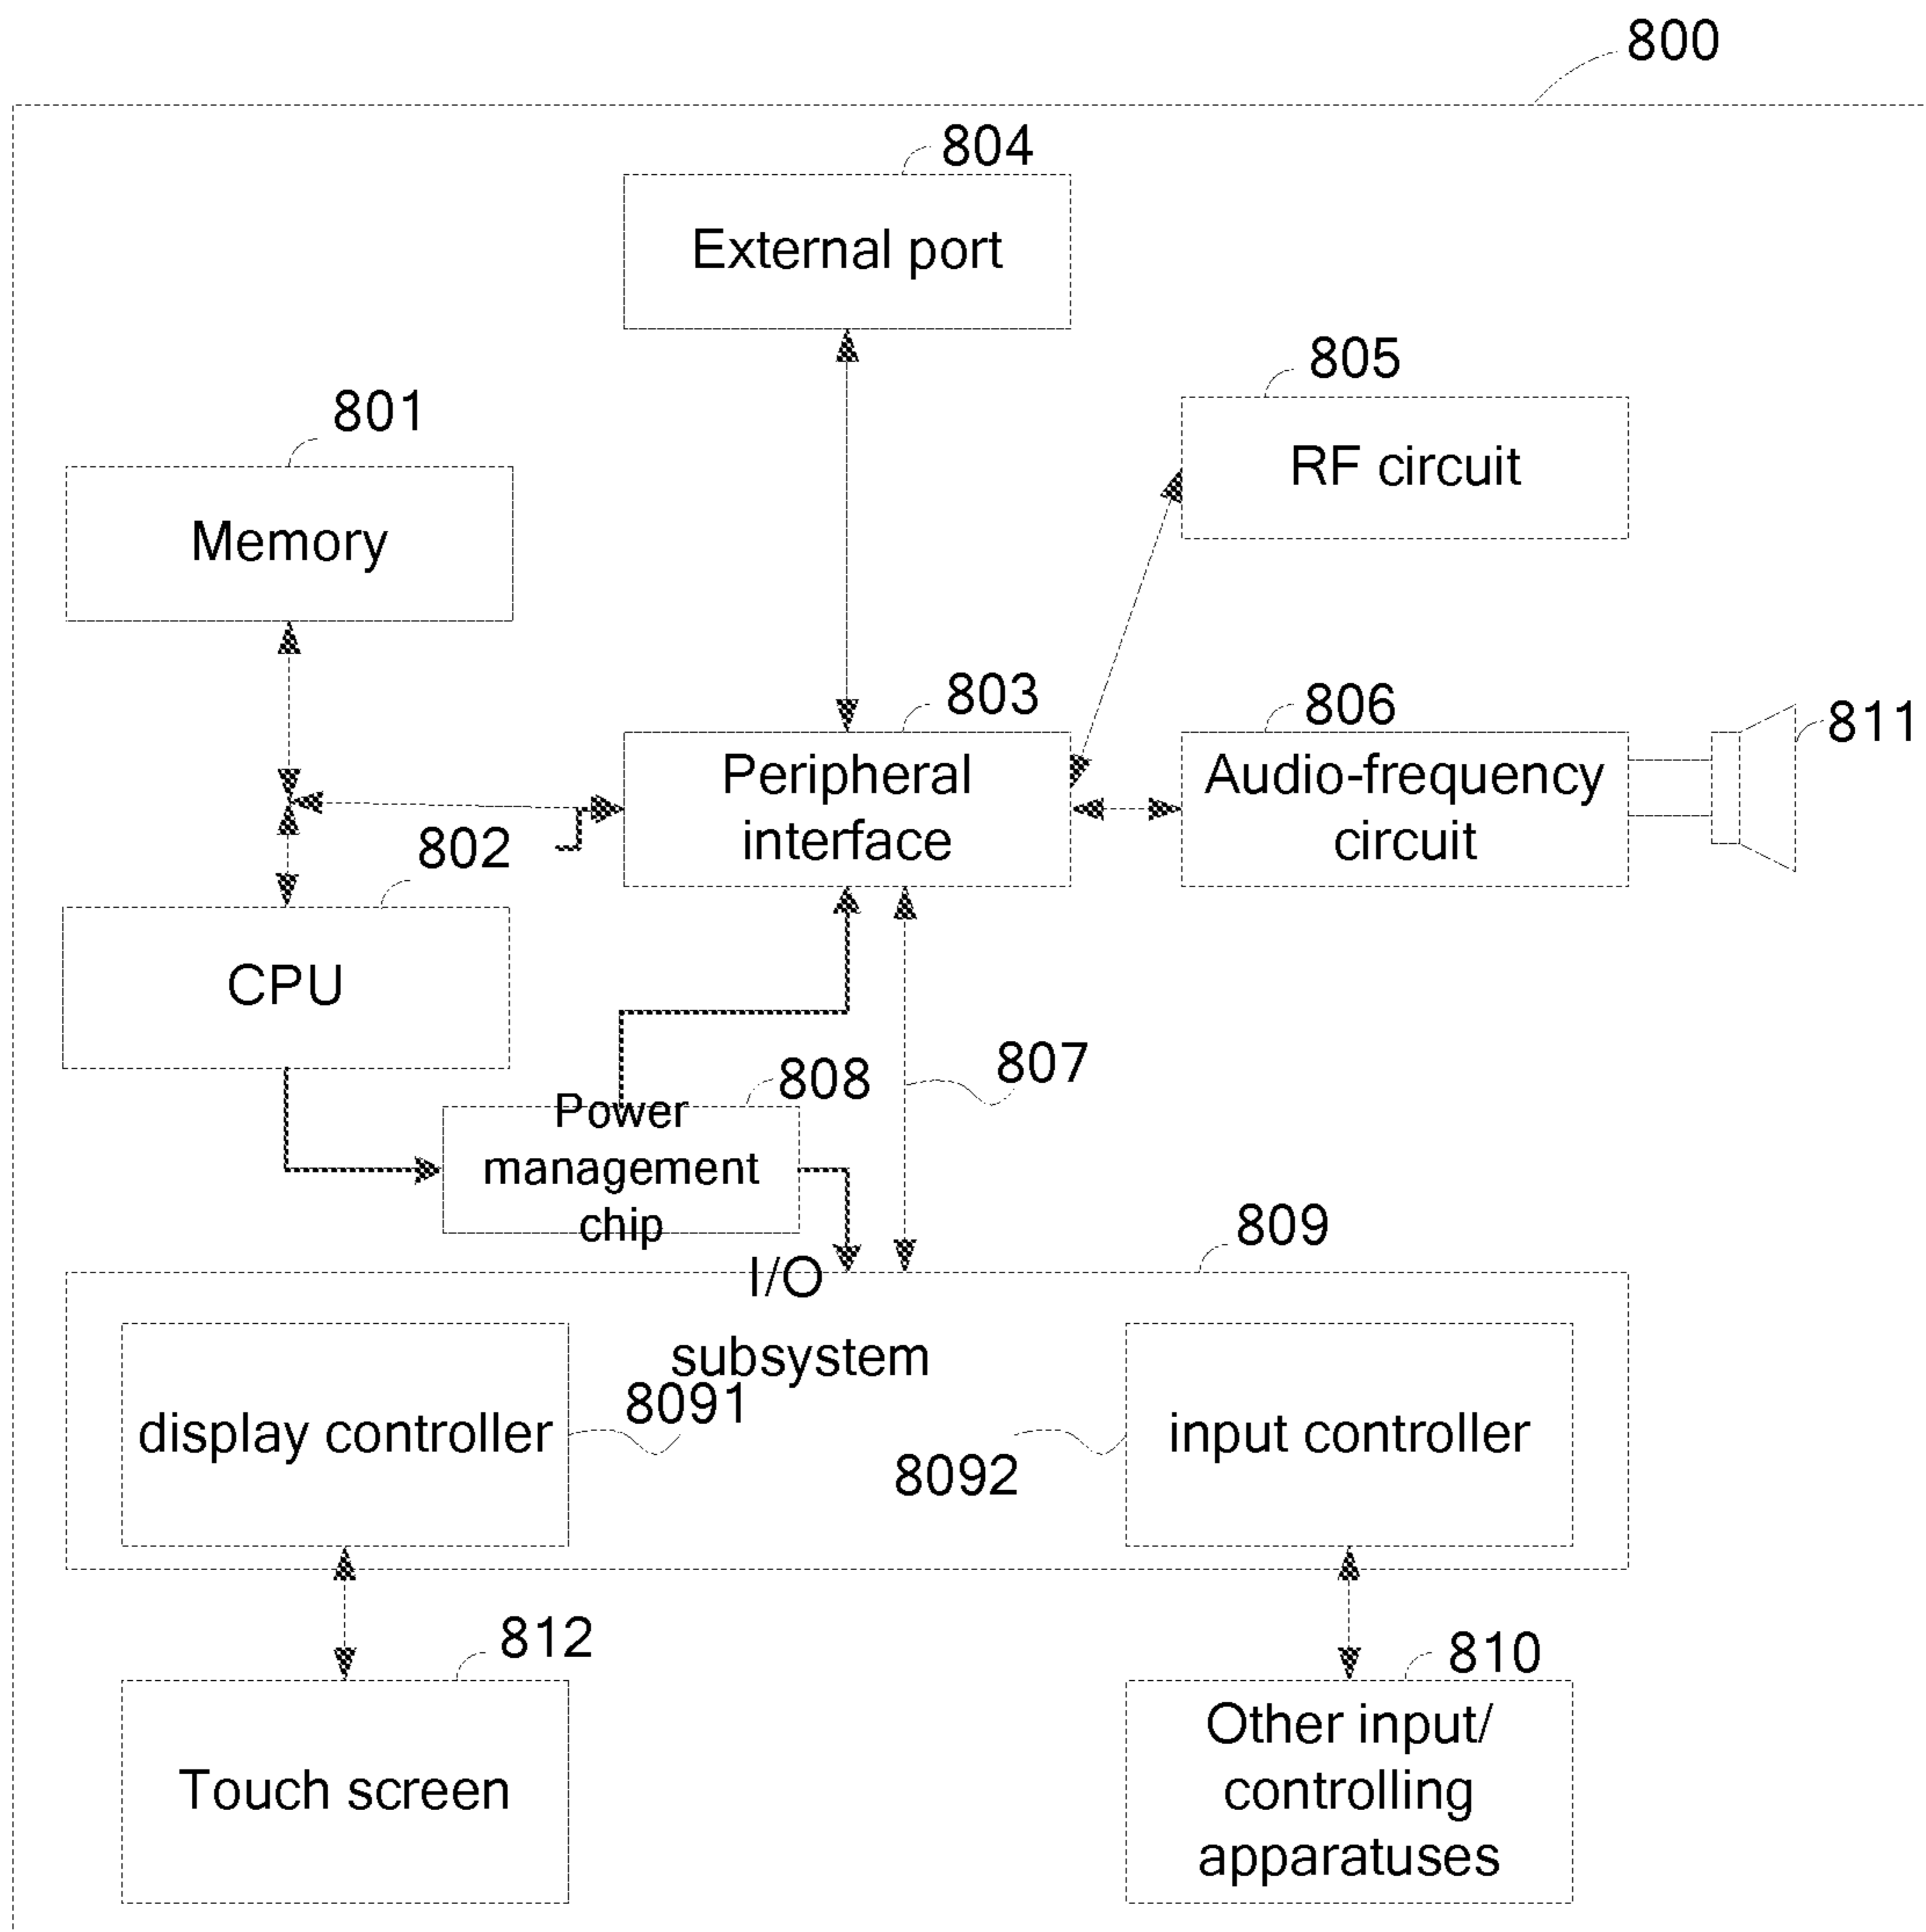 800
804
External port
805
RF circuit
801
Memory
803
Peripheral
interface
806
Audio-frequency
circuit
811
802
CPU
807
808
Power
management
chip
809
I/O
subsystem
8091
display controller
8092
input controller
812
Touch screen
810
Other input/
controlling
apparatuses